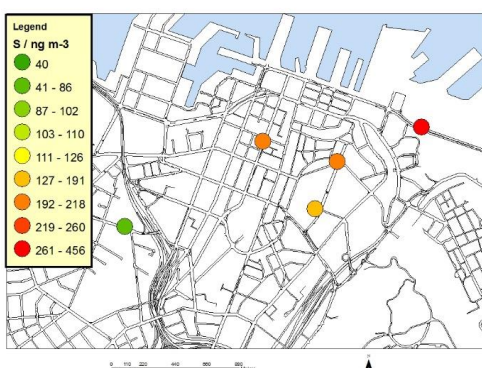 Legend
S / ng m-3
40
41 - 86
87 - 102
103 - 110
111 - 126
127 - 191
192 - 218
219 - 260
261 - 456
0 110 220 440 660 880